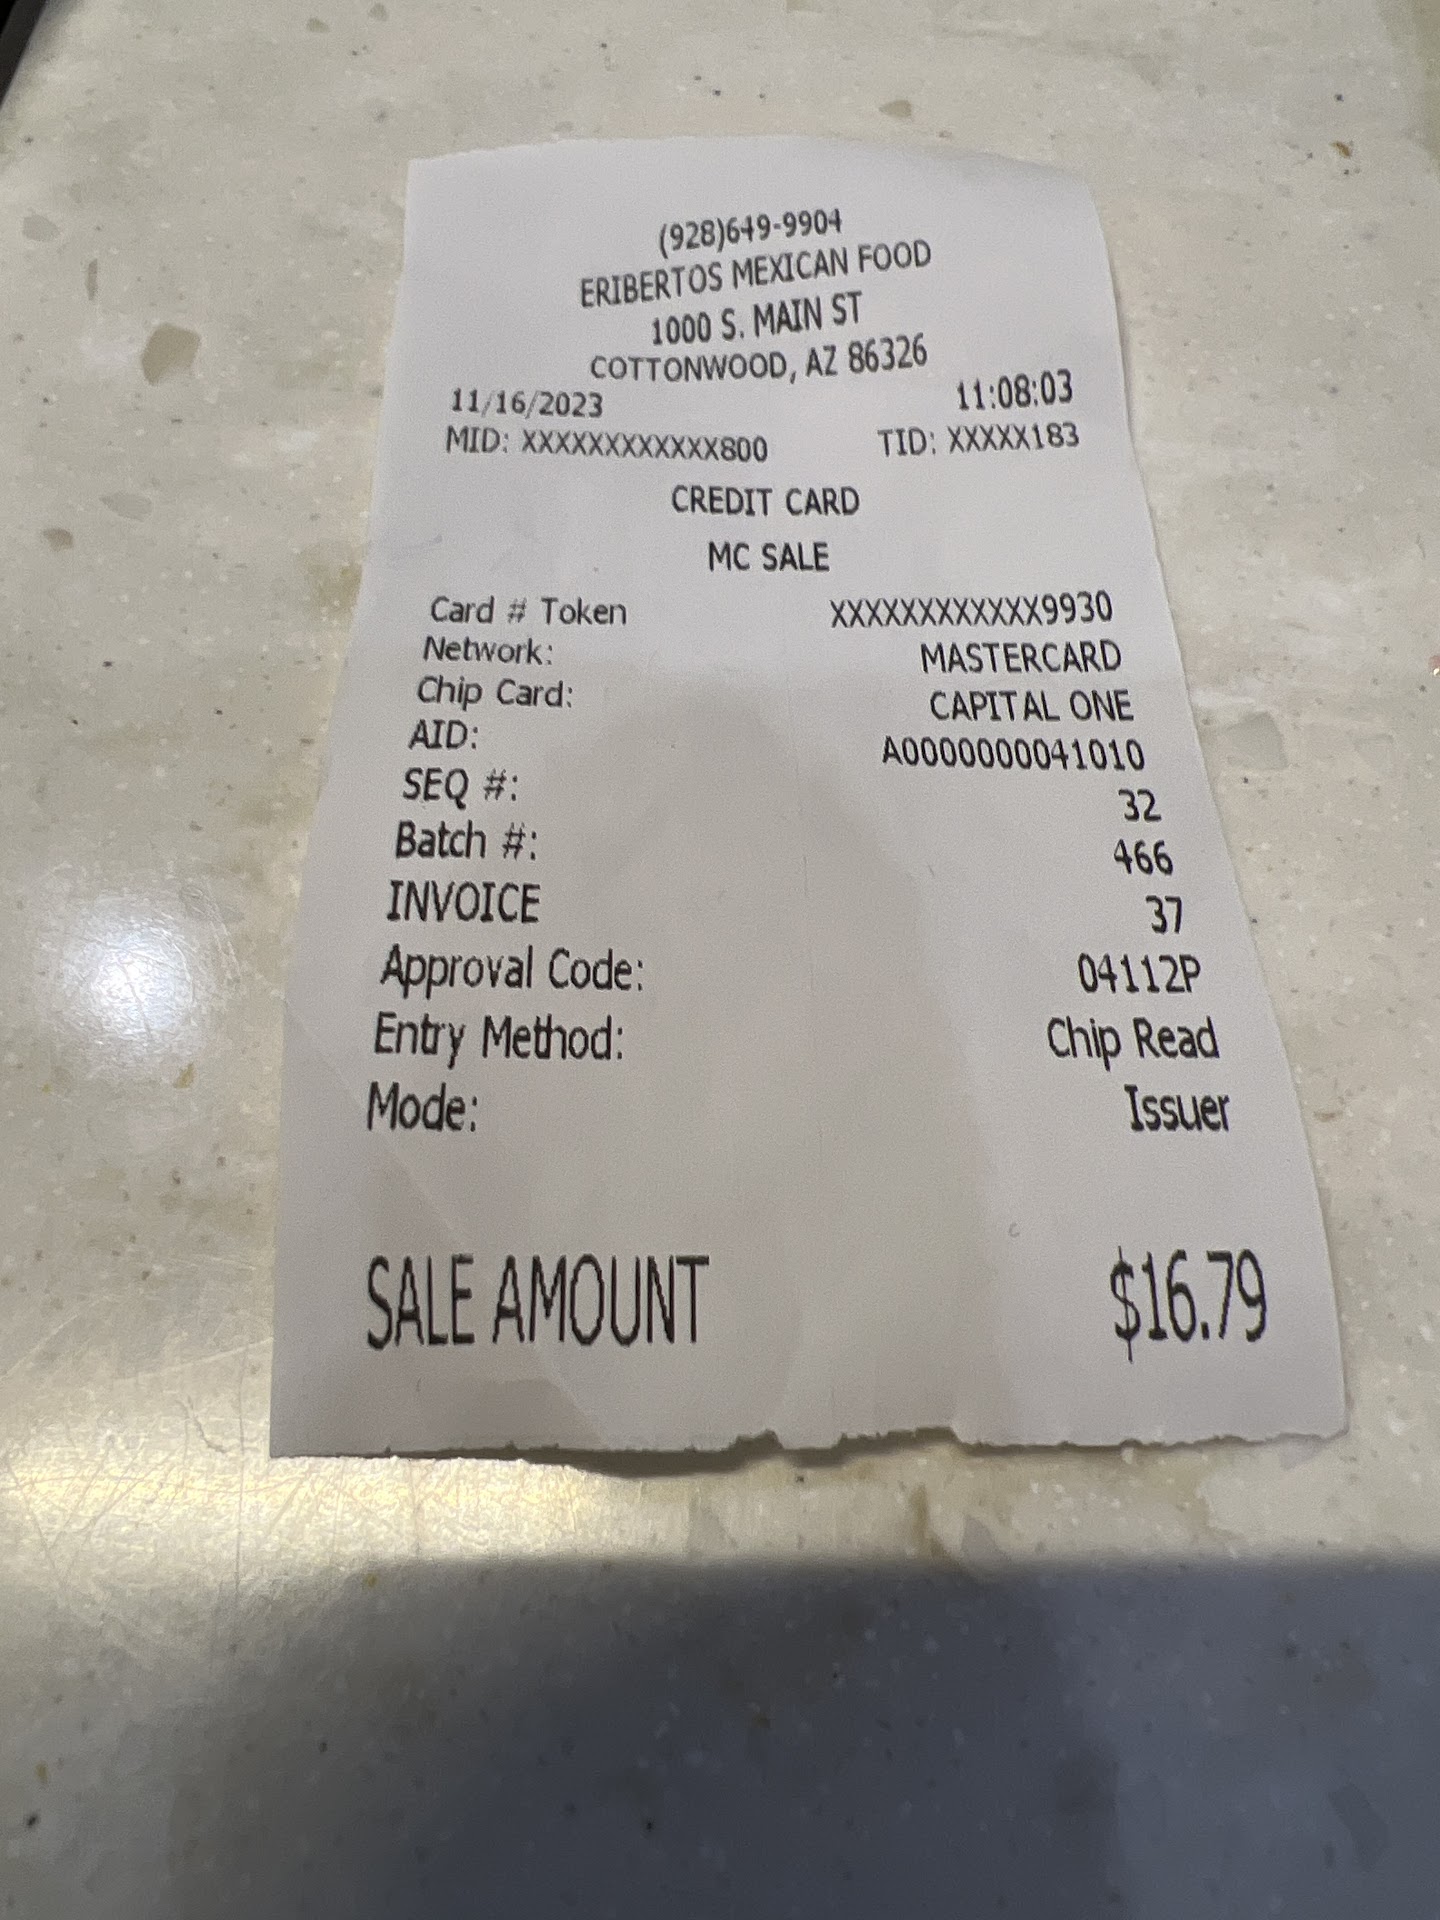 (928)649-9904
ERIBERTOS MEXICAN FOOD
1000 S. MAIN ST
COTTONWOOD, AZ 86326
11/16/2023 11:08:03
MID: XXXXXXXXXXXX800 TID: XXXXX183
CREDIT CARD
MC SALE
Card # Token XXXXXXXXXXXX9930
Network: MASTERCARD
Chip Card: CAPITAL ONE
AID: A0000000041010
SEQ #: 32
Batch #: 466
INVOICE 37
Approval Code: 04112P
Entry Method: Chip Read
Mode: Issuer
SALE AMOUNT $16.79